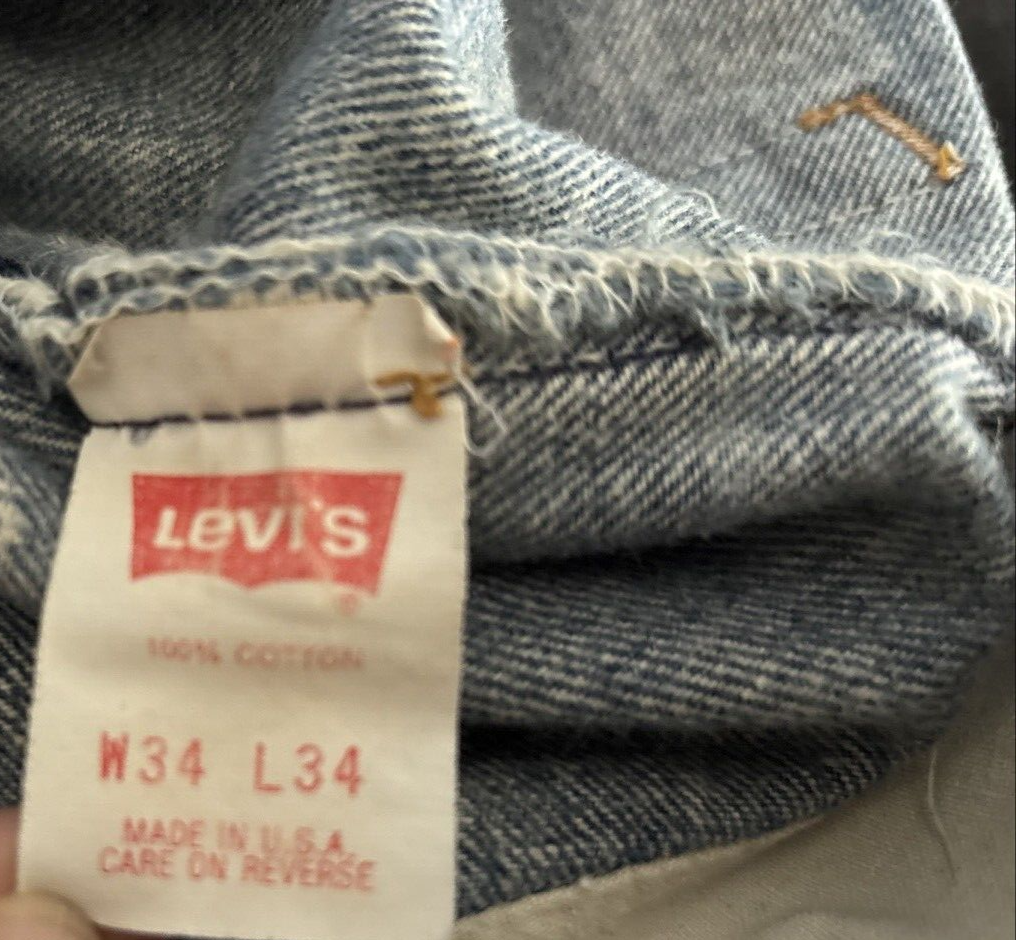 Levi's
100% COTTON
W34 L34
MADE IN U.S.A.
CARE ON REVERSE